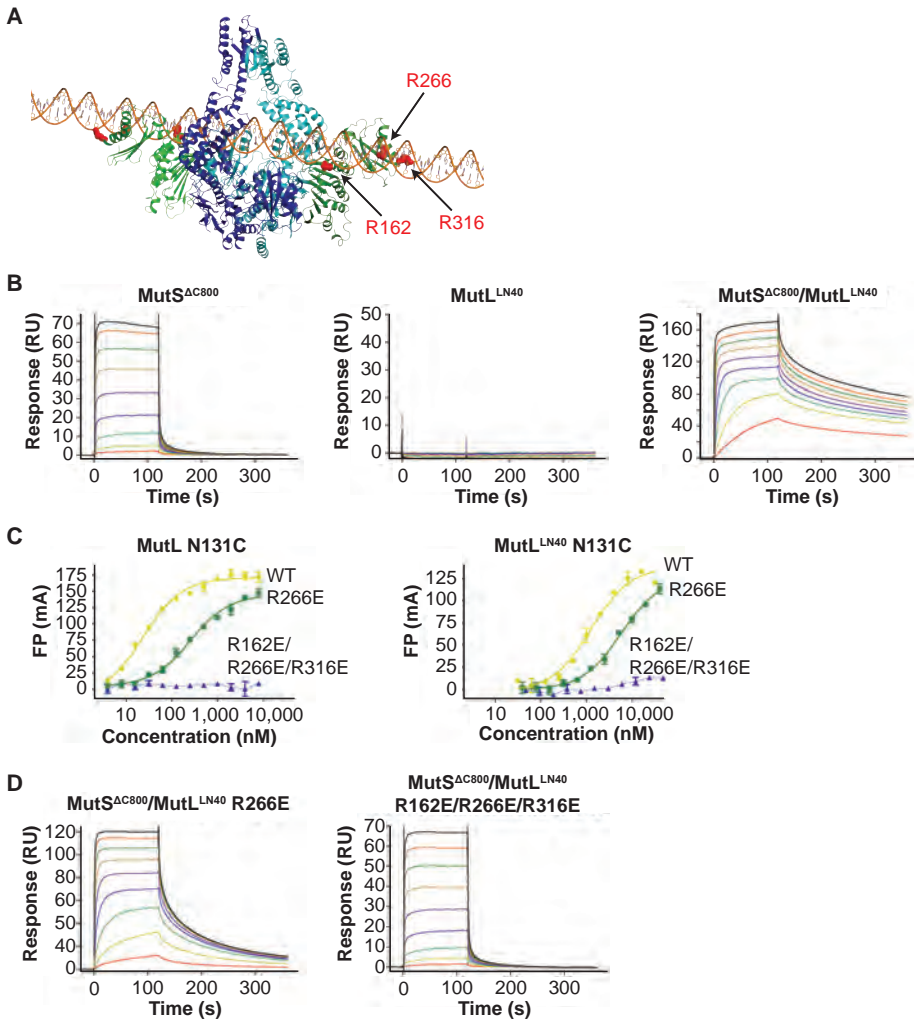 A
R266
R162
R316
B
MutS^ΔC800
Response (RU)
70
60
50
40
30
20
10
0
0 100 200 300
Time (s)
MutL^LN40
Response (RU)
50
40
30
20
10
0
0 100 200 300
Time (s)
MutS^ΔC800/MutL^LN40
Response (RU)
160
120
80
40
0 100 200 300
Time (s)
C
MutL N131C
FP (mA)
175
150
125
100
75
50
25
0
WT
R266E
R162E/
R266E/R316E
10 100 1,000 10,000
Concentration (nM)
MutL^LN40 N131C
FP (mA)
125
100
75
50
25
0
WT
R266E
R162E/
R266E/R316E
10 100 1,000 10,000
Concentration (nM)
D
MutS^ΔC800/MutL^LN40 R266E
Response (RU)
120
100
80
60
40
0
0 100 200 300
Time (s)
MutS^ΔC800/MutL^LN40
R162E/R266E/R316E
Response (RU)
70
60
50
40
30
20
10
0
0 100 200 300
Time (s)